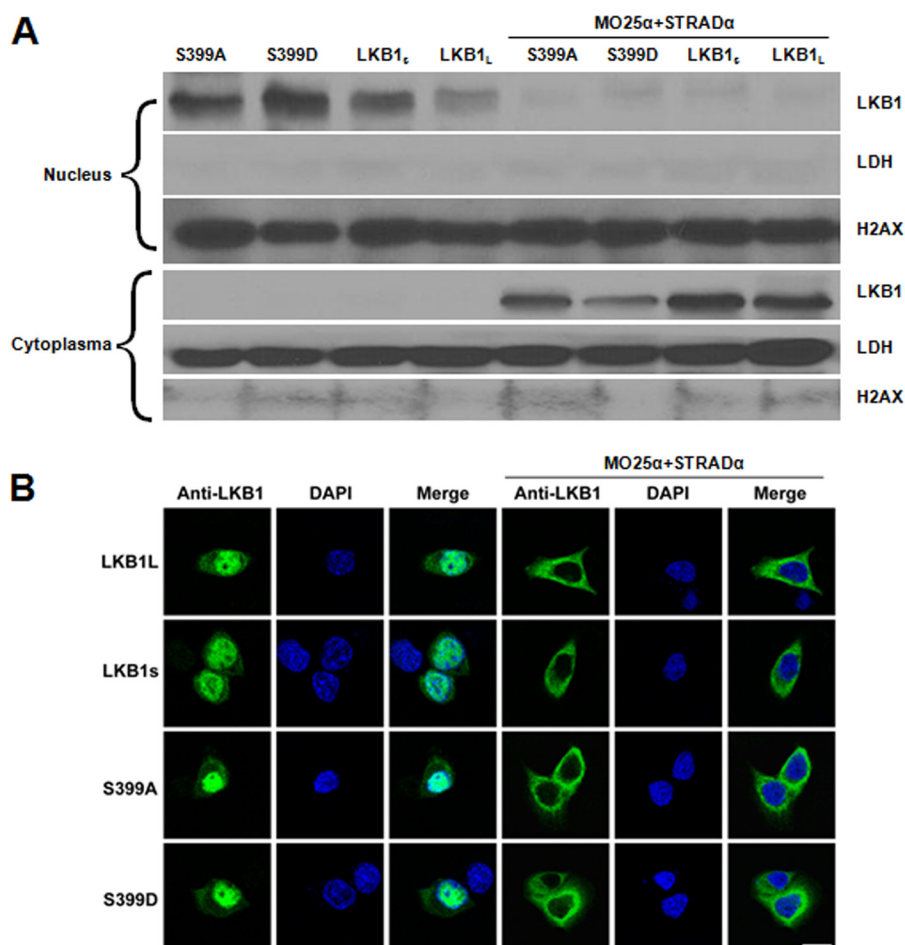 A
MO25α+STRADα
S399A S399D LKB1s LKB1L S399A S399D LKB1s LKB1L
Nucleus
LKB1
LDH
H2AX
Cytoplasma
LKB1
LDH
H2AX
B
MO25α+STRADα
Anti-LKB1 DAPI Merge Anti-LKB1 DAPI Merge
LKB1L
LKB1s
S399A
S399D